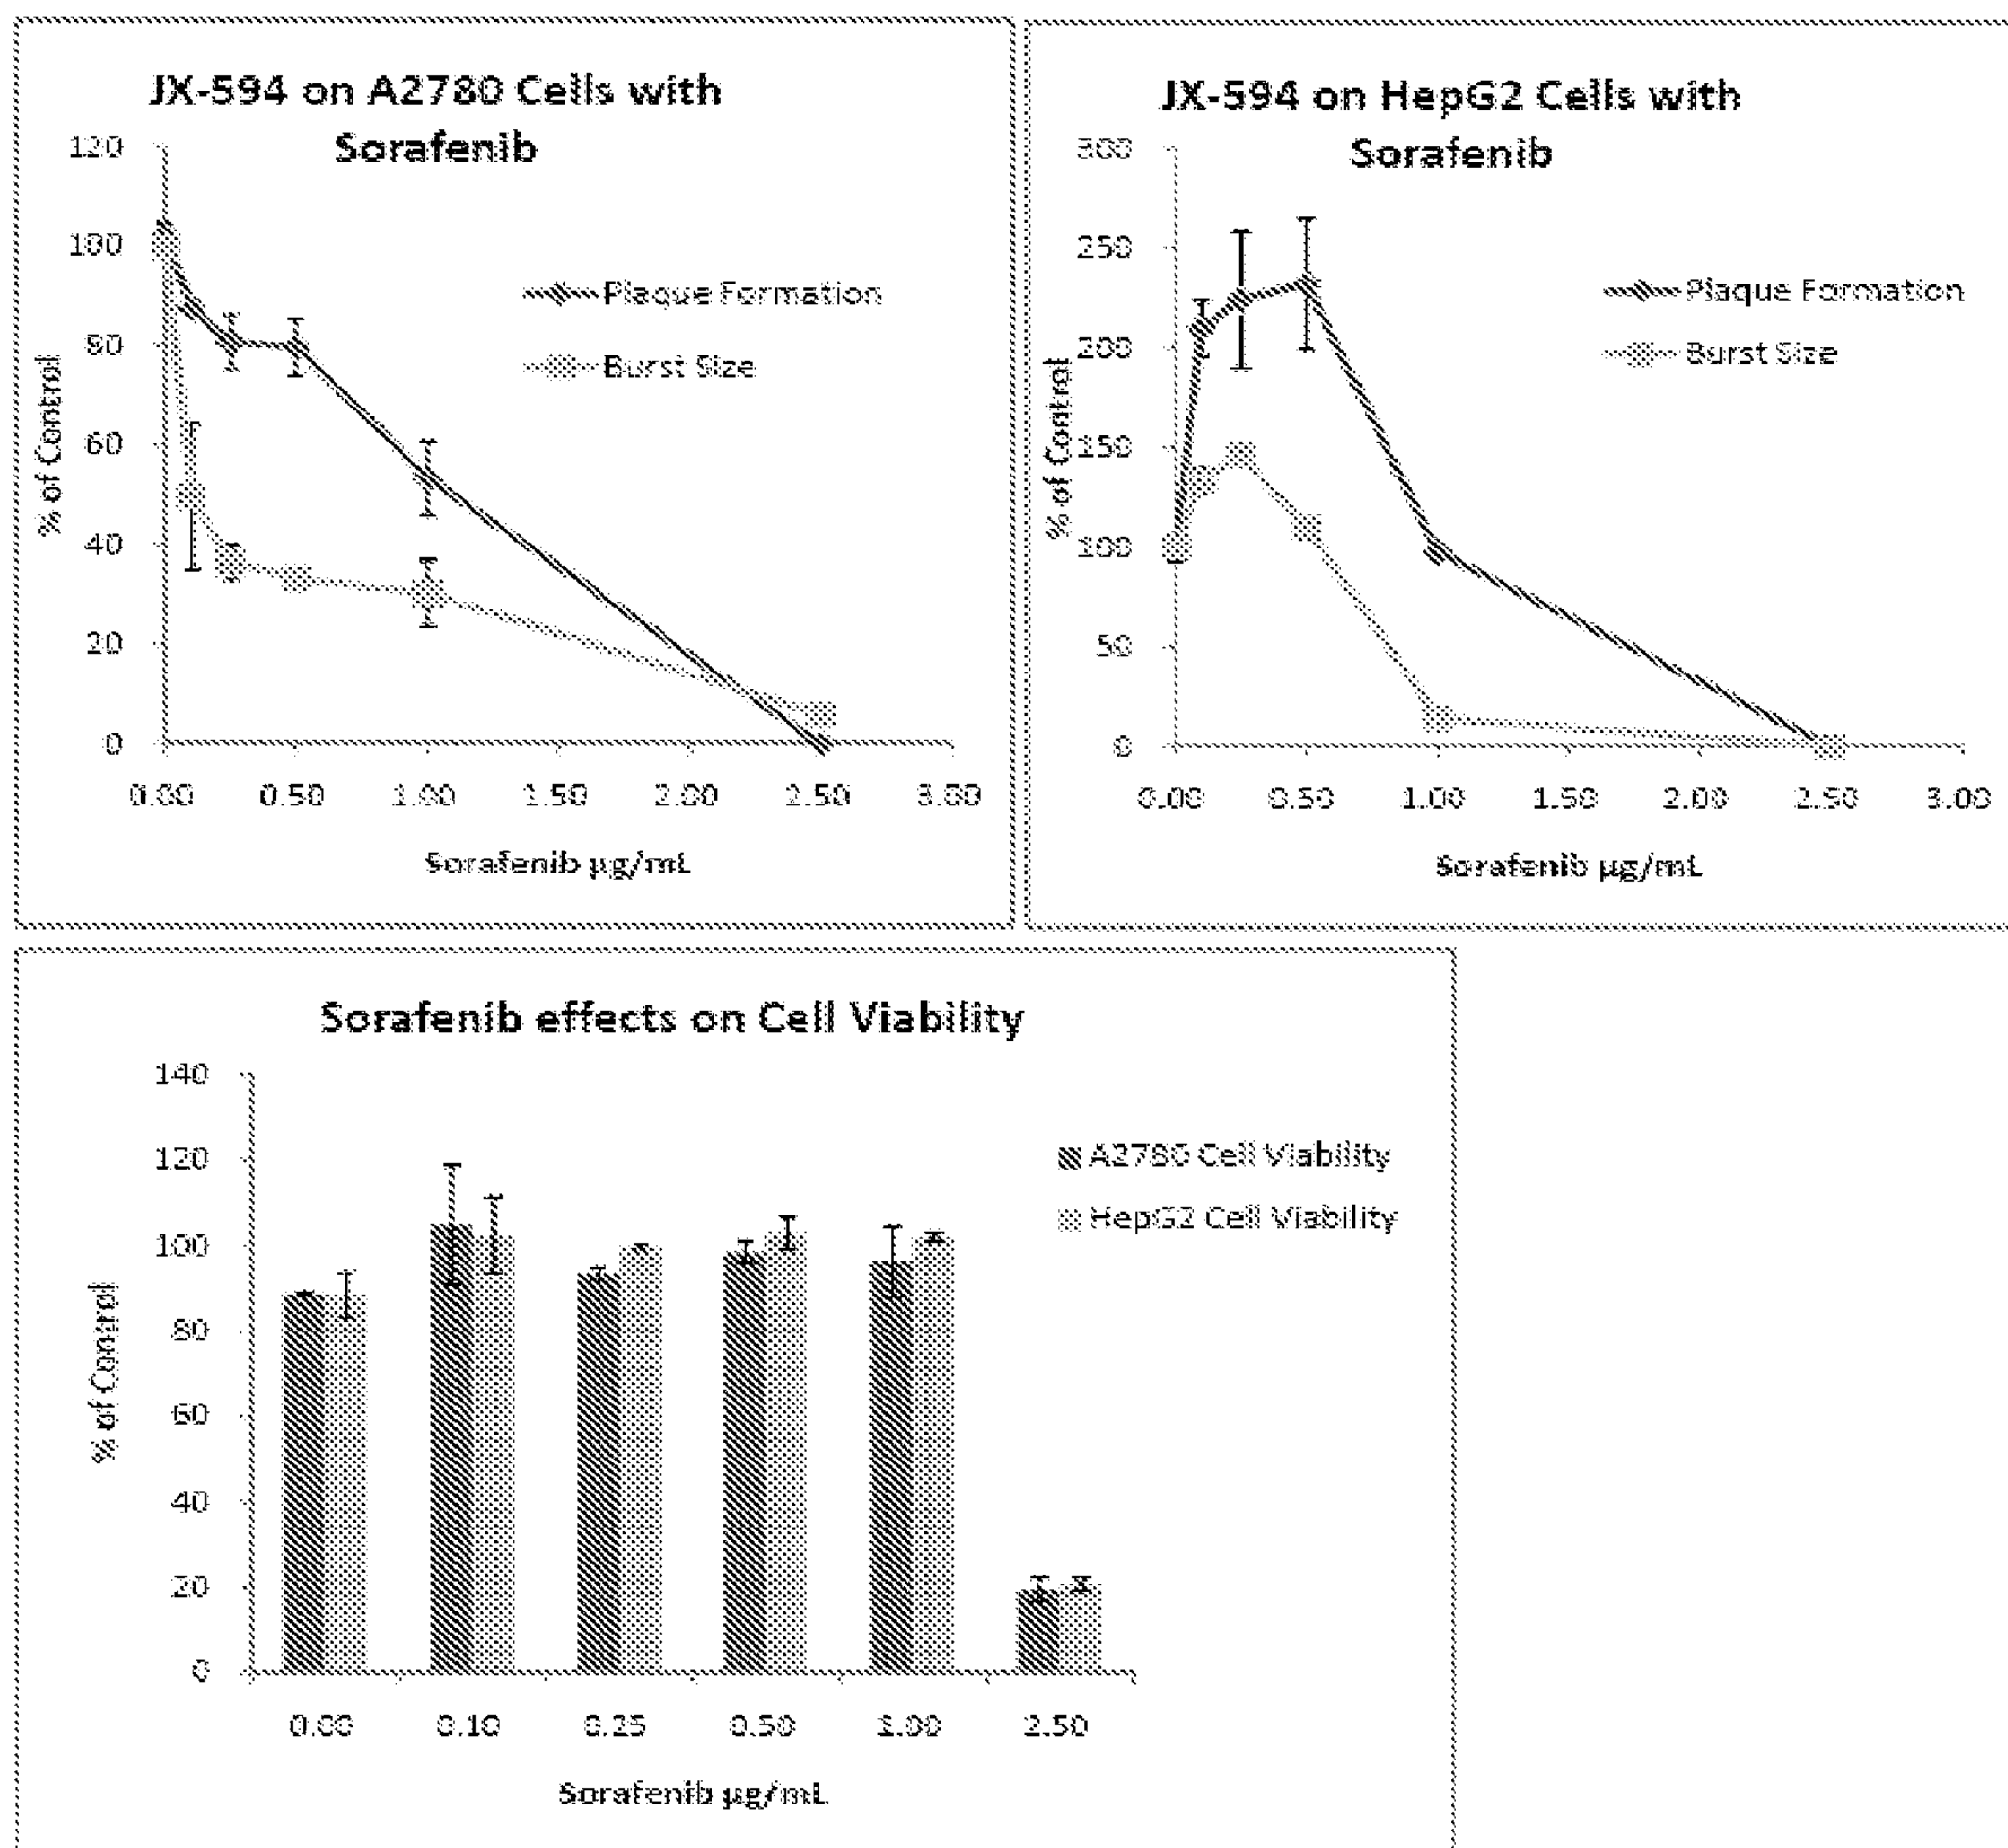 JX-594 on A2780 Cells with
Sorafenib
120
100
80
60
40
20
0
% of Control
Plaque Formation
Burst Size
0.00 0.50 1.00 1.50 2.00 2.50 3.00
Sorafenib µg/mL
JX-594 on HepG2 Cells with
Sorafenib
300
250
200
150
100
50
0
% of Control
Plaque Formation
Burst Size
0.00 0.50 1.00 1.50 2.00 2.50 3.00
Sorafenib µg/mL
Sorafenib effects on Cell Viability
140
120
100
80
60
40
20
0
% of Control
A2780 Cell Viability
HepG2 Cell Viability
0.00 0.10 0.25 0.50 1.00 2.50
Sorafenib µg/mL